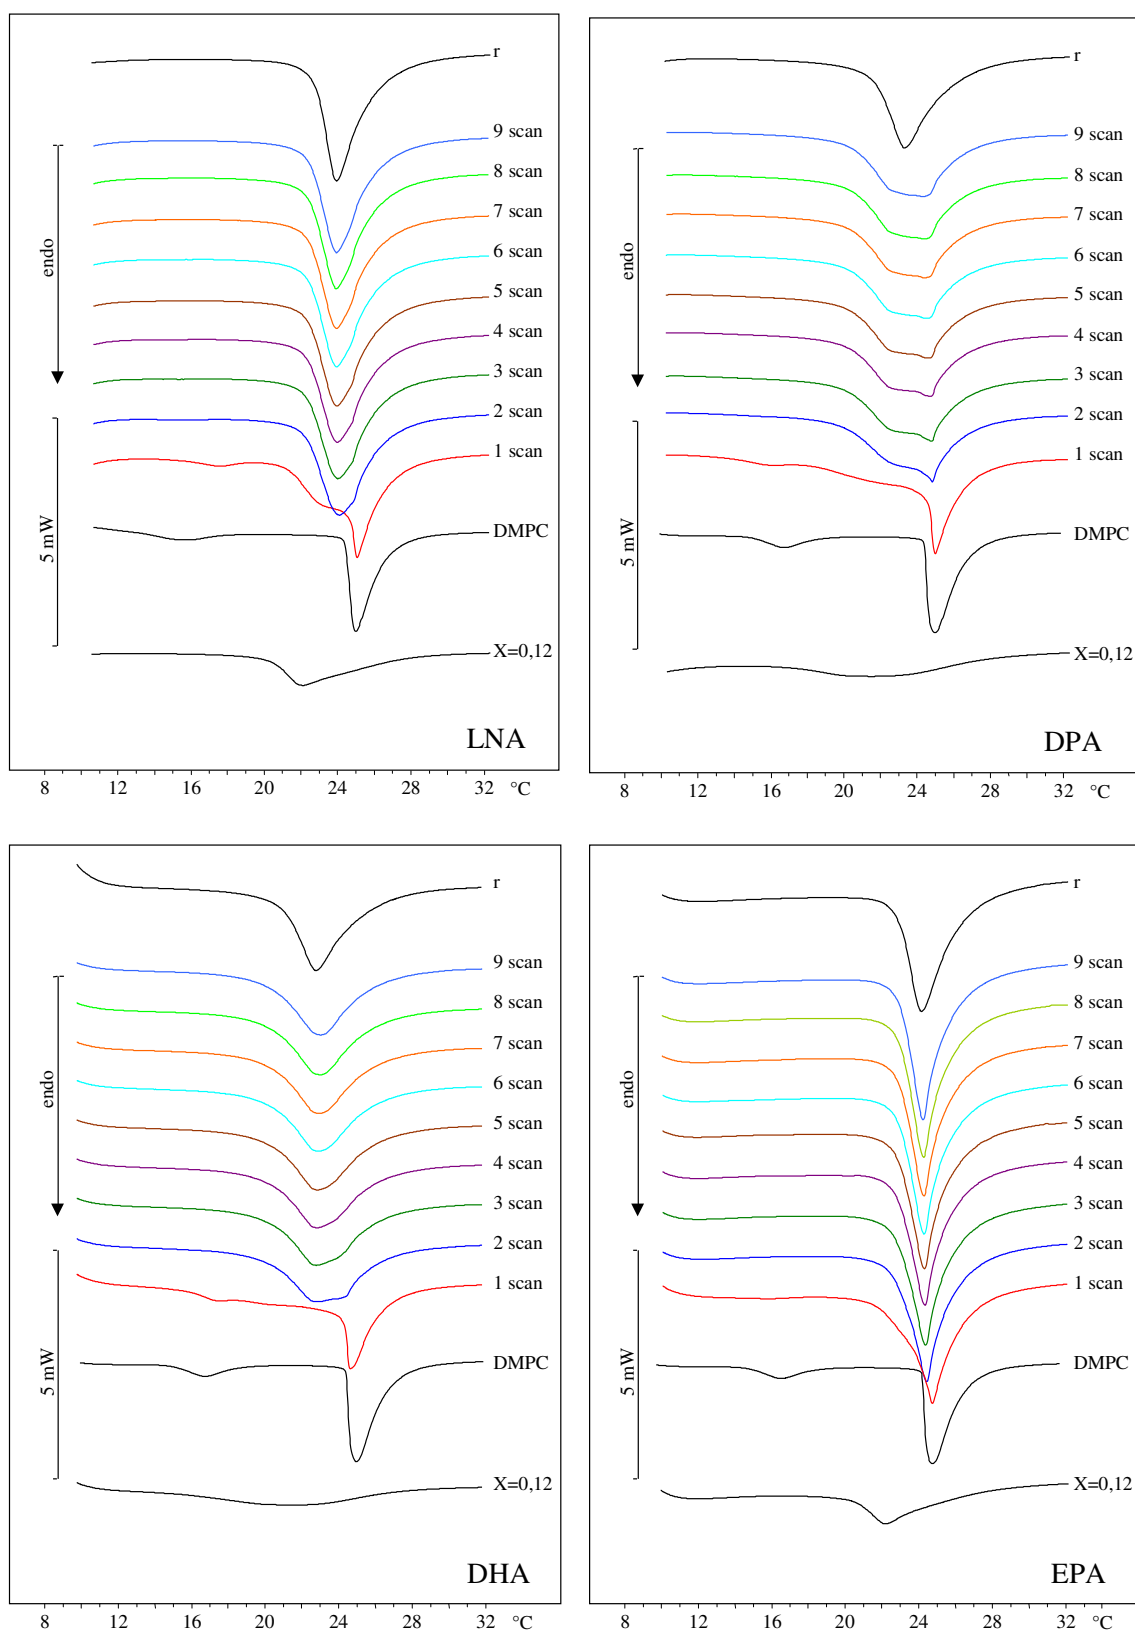 r
9 scan
8 scan
7 scan
endo
6 scan
5 scan
4 scan
3 scan
2 scan
1 scan
5 mW
DMPC
X=0,12
LNA
8 12 16 20 24 28 32 °C
r
9 scan
8 scan
7 scan
endo
6 scan
5 scan
4 scan
3 scan
2 scan
1 scan
5 mW
DMPC
X=0,12
DPA
8 12 16 20 24 28 32 °C
r
9 scan
8 scan
7 scan
endo
6 scan
5 scan
4 scan
3 scan
2 scan
1 scan
5 mW
DMPC
X=0,12
DHA
8 12 16 20 24 28 32 °C
r
9 scan
8 scan
7 scan
endo
6 scan
5 scan
4 scan
3 scan
2 scan
1 scan
5 mW
DMPC
X=0,12
EPA
8 12 16 20 24 28 32 °C